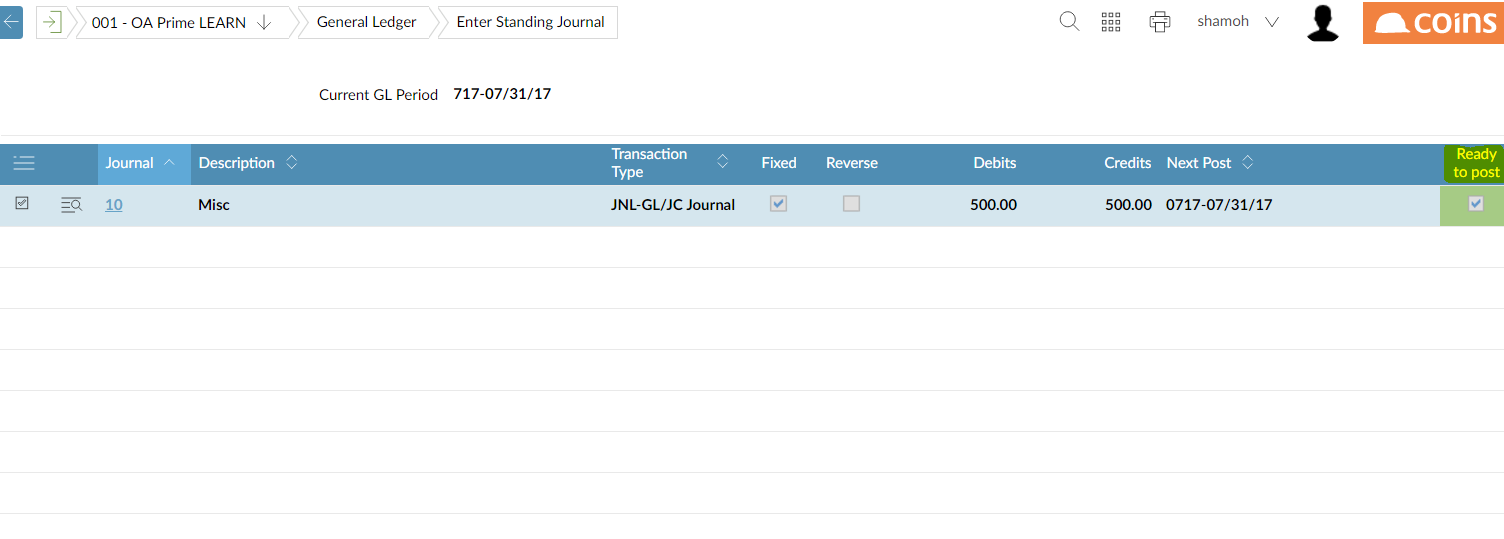 001 - OA Prime LEARN General Ledger Enter Standing Journal shamoh coins
Current GL Period 717-07/31/17
Journal Description Transaction Type Fixed Reverse Debits Credits Next Post Ready to post
10 Misc JNL-GL/JC Journal 500.00 500.00 0717-07/31/17